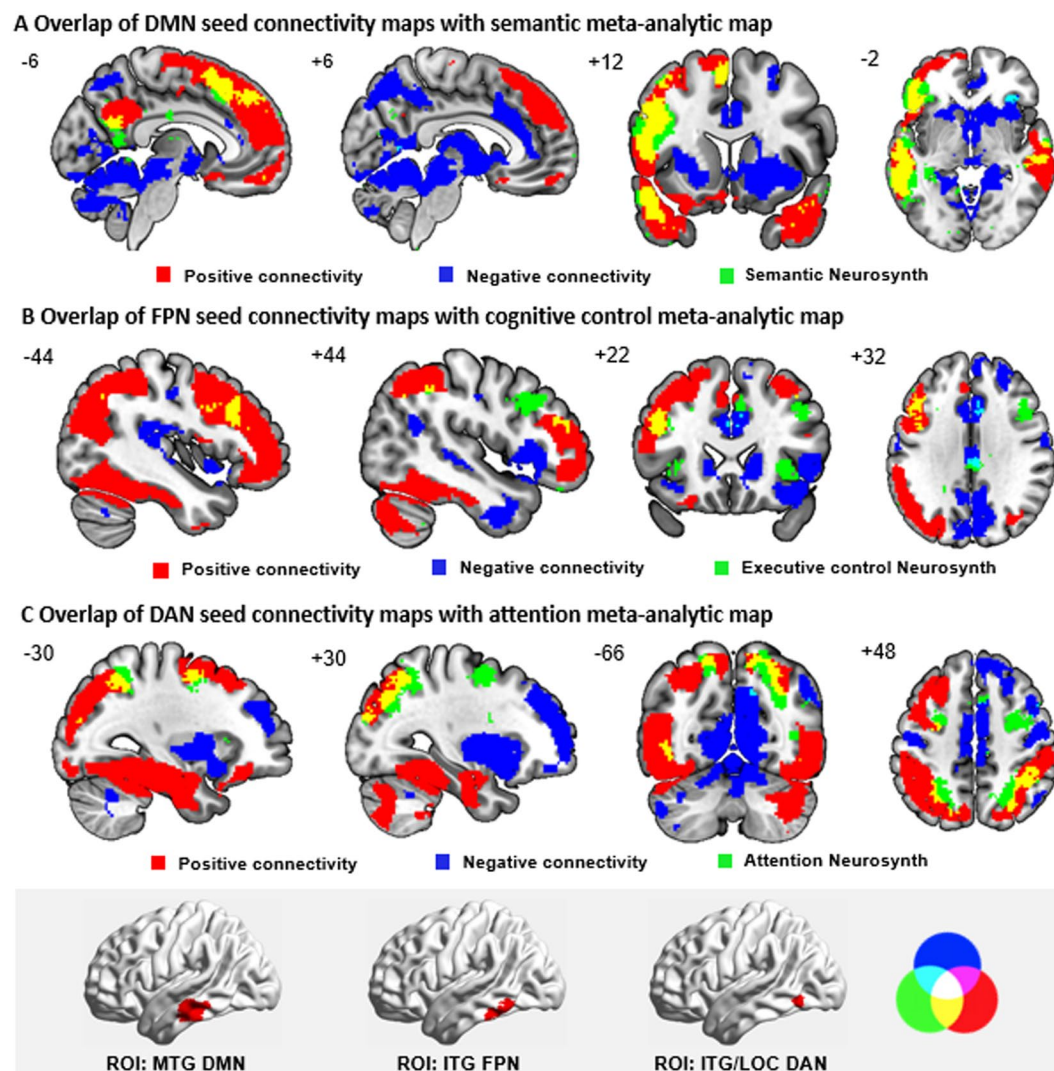 A Overlap of DMN seed connectivity maps with semantic meta-analytic map
-6 +6 +12 -2
Positive connectivity Negative connectivity Semantic Neurosynth
B Overlap of FPN seed connectivity maps with cognitive control meta-analytic map
-44 +44 +22 +32
Positive connectivity Negative connectivity Executive control Neurosynth
C Overlap of DAN seed connectivity maps with attention meta-analytic map
-30 +30 -66 +48
Positive connectivity Negative connectivity Attention Neurosynth
ROI: MTG DMN ROI: ITG FPN ROI: ITG/LOC DAN